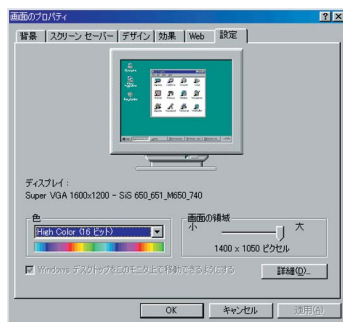 画面のプロパティ
背景 スクリーン セーバー デザイン 効果 Web 設定
ディスプレイ :
Super VGA 1600x1200 - SiS 650_651_M650_740
色
High Color (16 ビット)
画面の領域
小 大
1400 x 1050 ピクセル
詳細(D)...
OK キャンセル 適用(A)